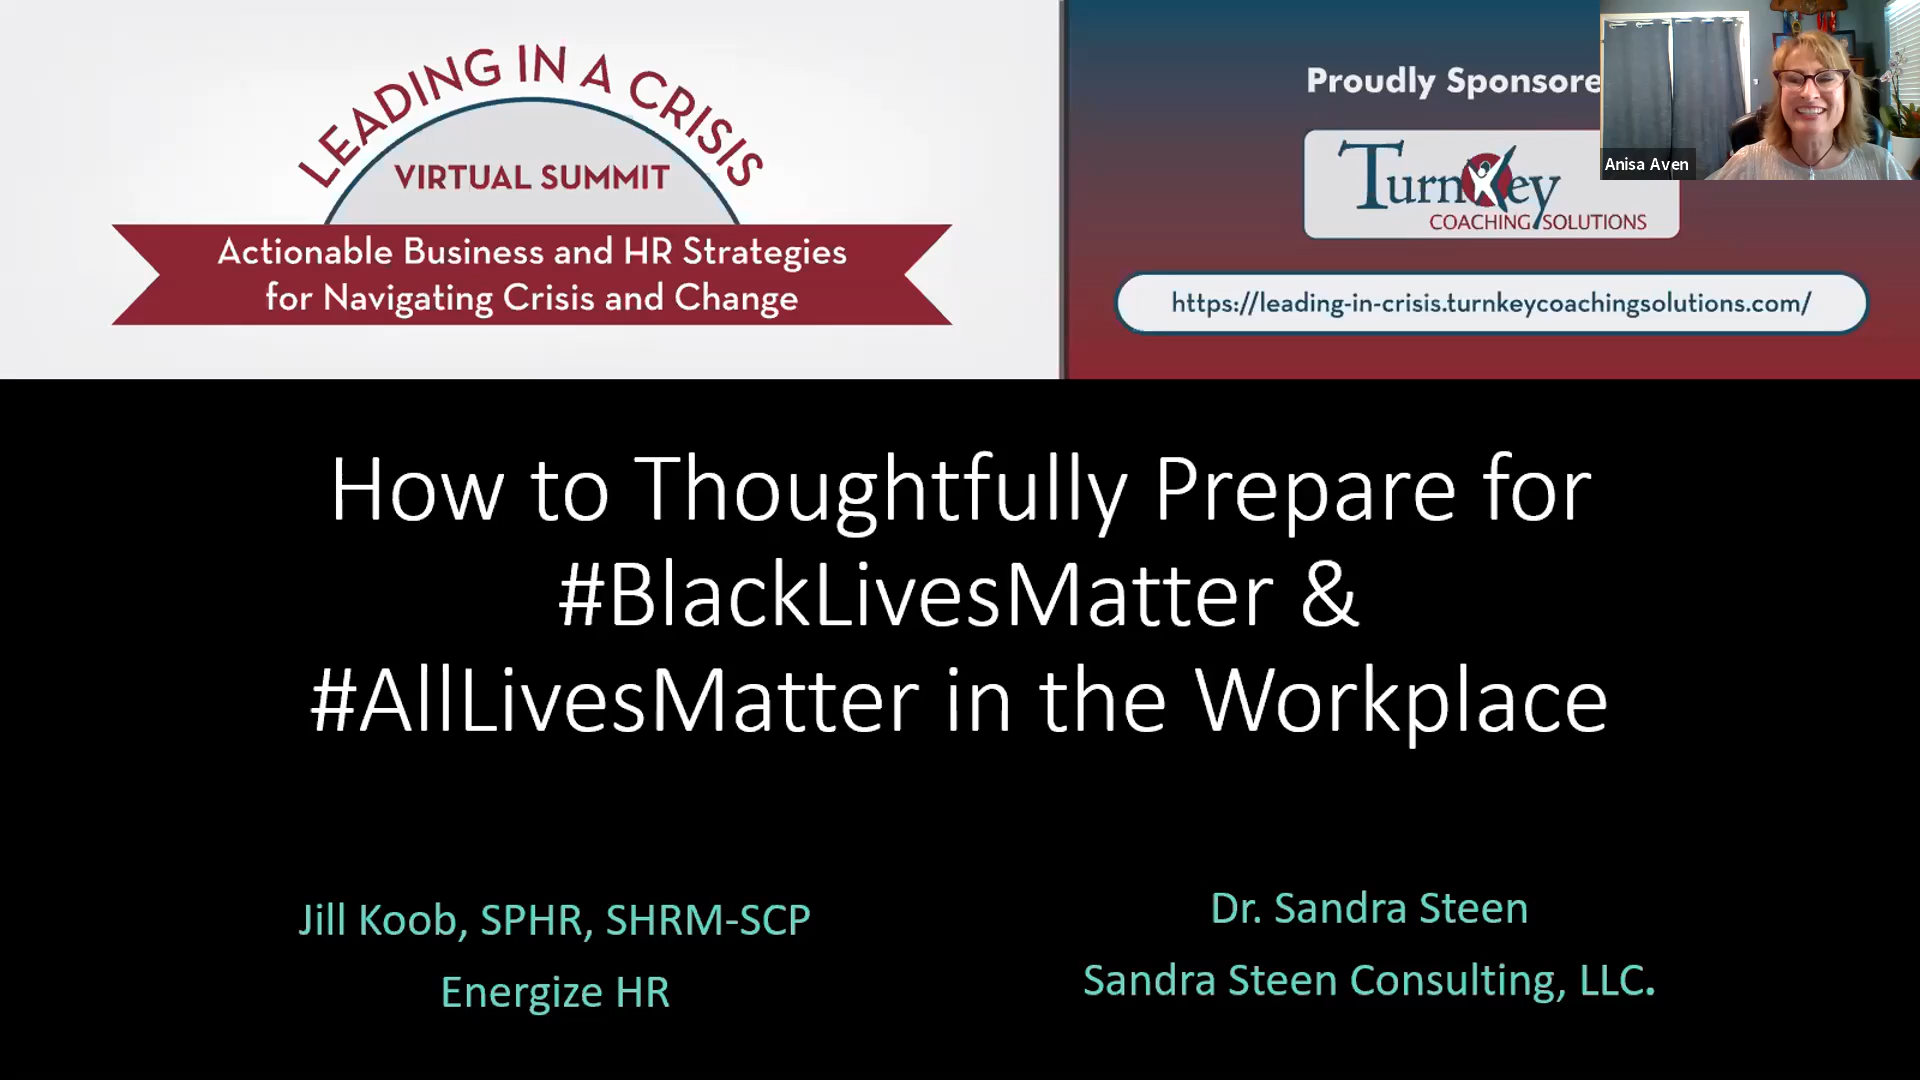 LEADING IN A CRISIS
VIRTUAL SUMMIT
Actionable Business and HR Strategies
for Navigating Crisis and Change
Proudly Sponsore
TurnKey
COACHING SOLUTIONS
https://leading-in-crisis.turnkeycoachingsolutions.com/
Anisa Aven
How to Thoughtfully Prepare for
#BlackLivesMatter &
#AllLivesMatter in the Workplace
Jill Koob, SPHR, SHRM-SCP
Energize HR
Dr. Sandra Steen
Sandra Steen Consulting, LLC.